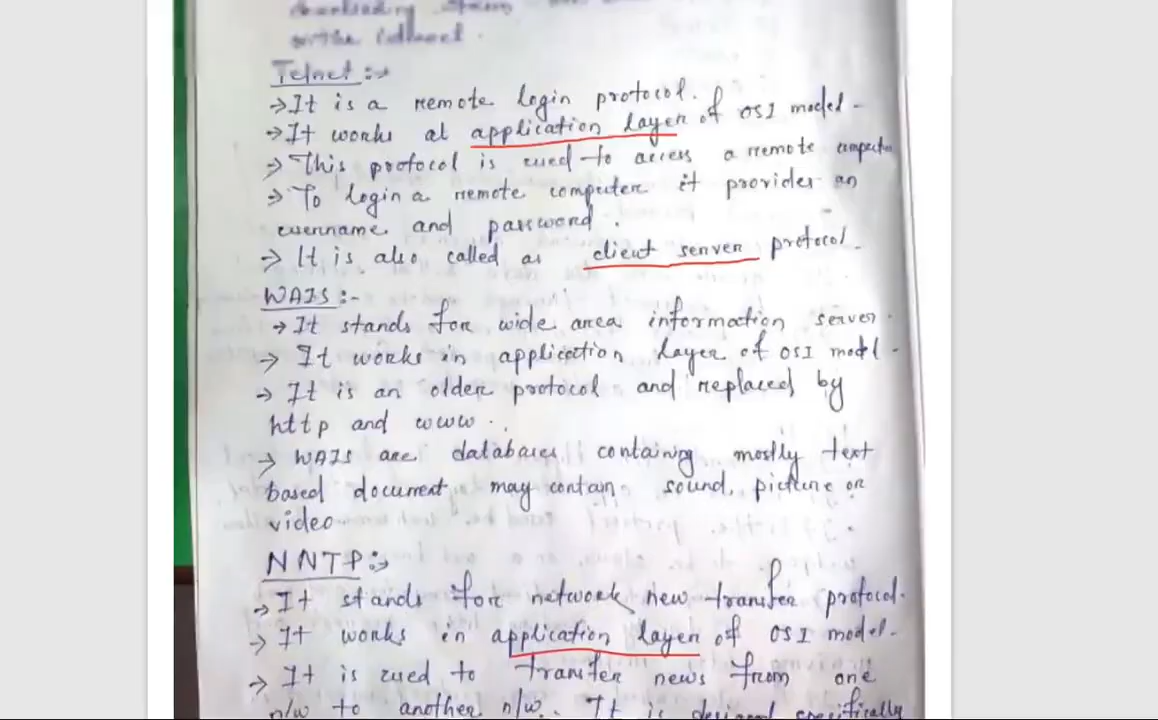 on the
Telnet :→
→ It is a remote login protocol.
→ It works at application layer of OSI model -
→ This protocol is used to access a remote computer
→ To login a remote computer it provides an
username and password .
→ It is also called as client server protocol.
WAIS :-
→ It stands for wide area information server.
→ It works in application layer of OSI model -
→ It is an older protocol and replaced by
http and www ..
→ WAIS are databases containing mostly text
based document may contain sound, picture or
video
NNTP :→
→ It stands for network new transfer protocol.
→ It works in application layer of OSI model -
→ It is used to transfer news from one
n/w to another n/w. It is designed specifically